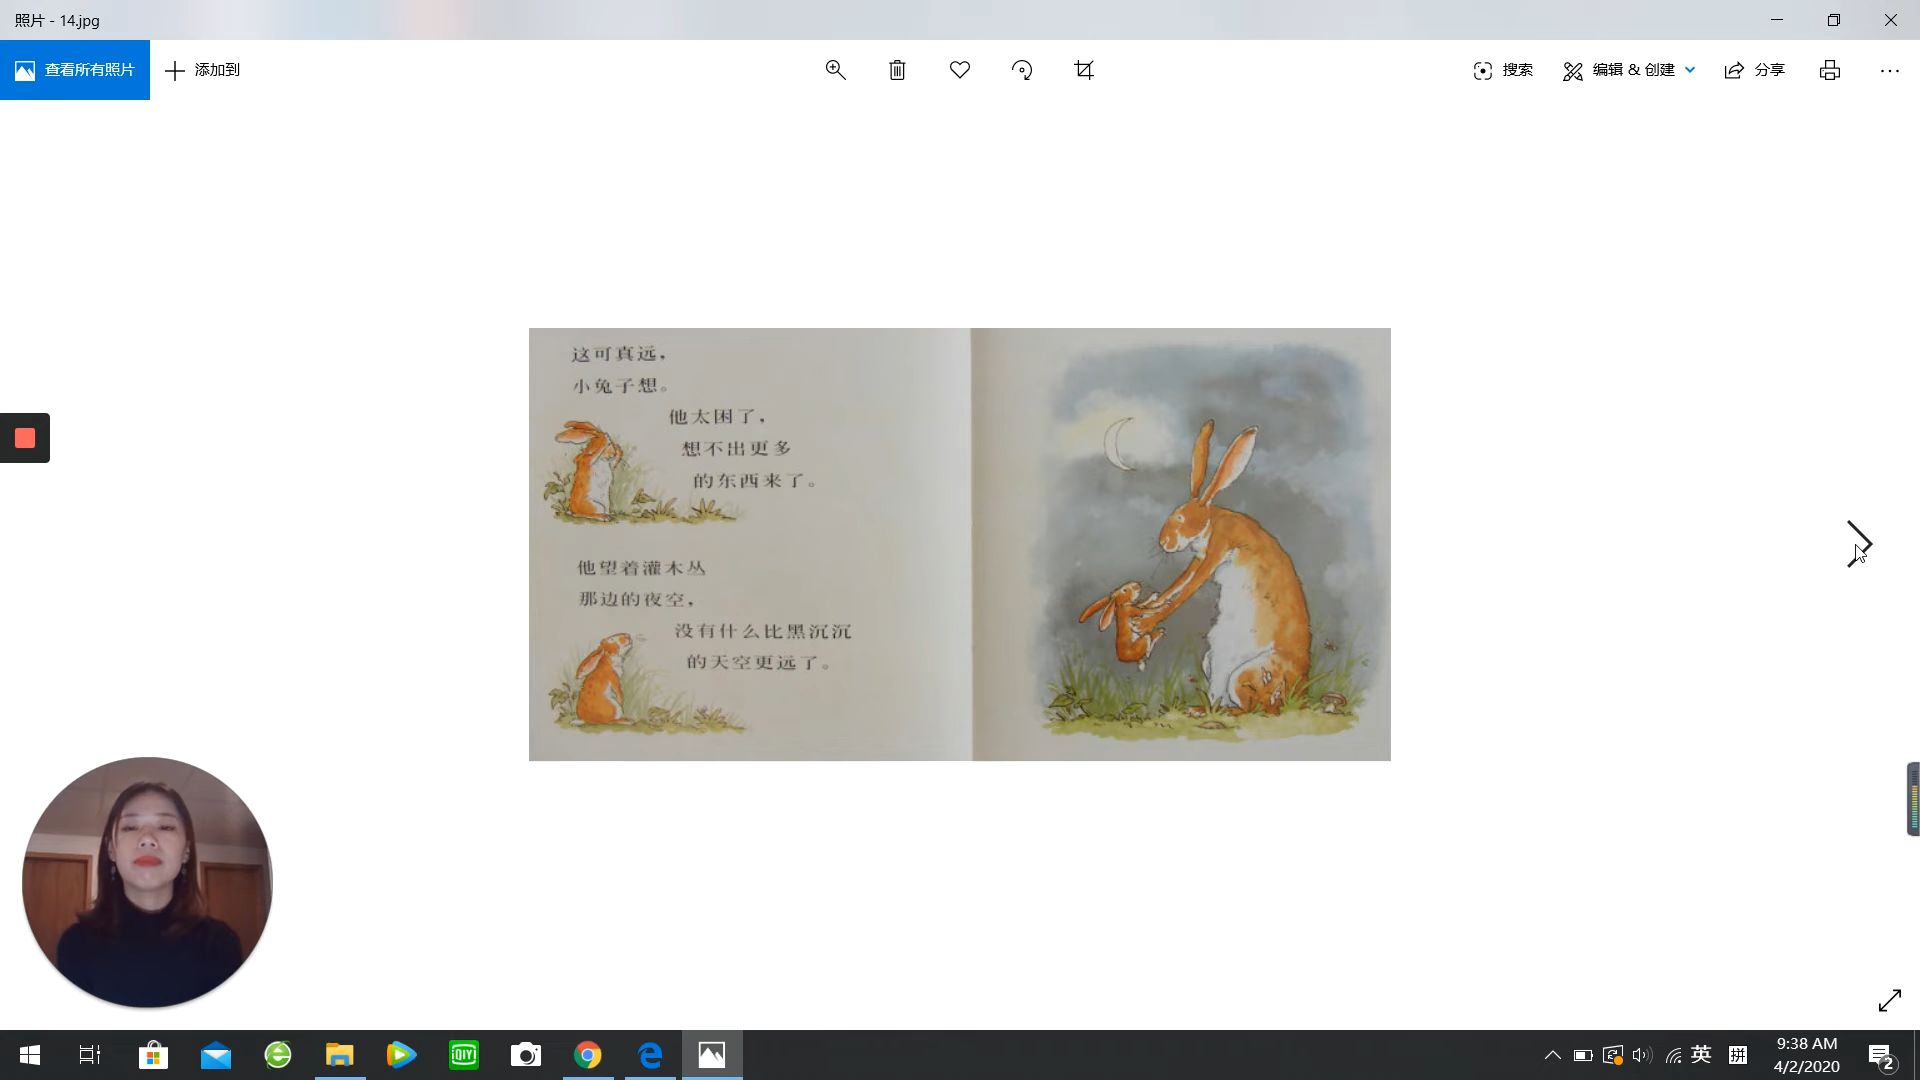 照片 - 14.jpg
查看所有照片
添加到
搜索
编辑 & 创建
分享
这可真远，
小兔子想。
他太困了，
想不出更多
的东西来了。
他望着灌木丛
那边的夜空，
没有什么比黑沉沉
的天空更远了。
QIYI
英
拼
9:38 AM
4/2/2020
2